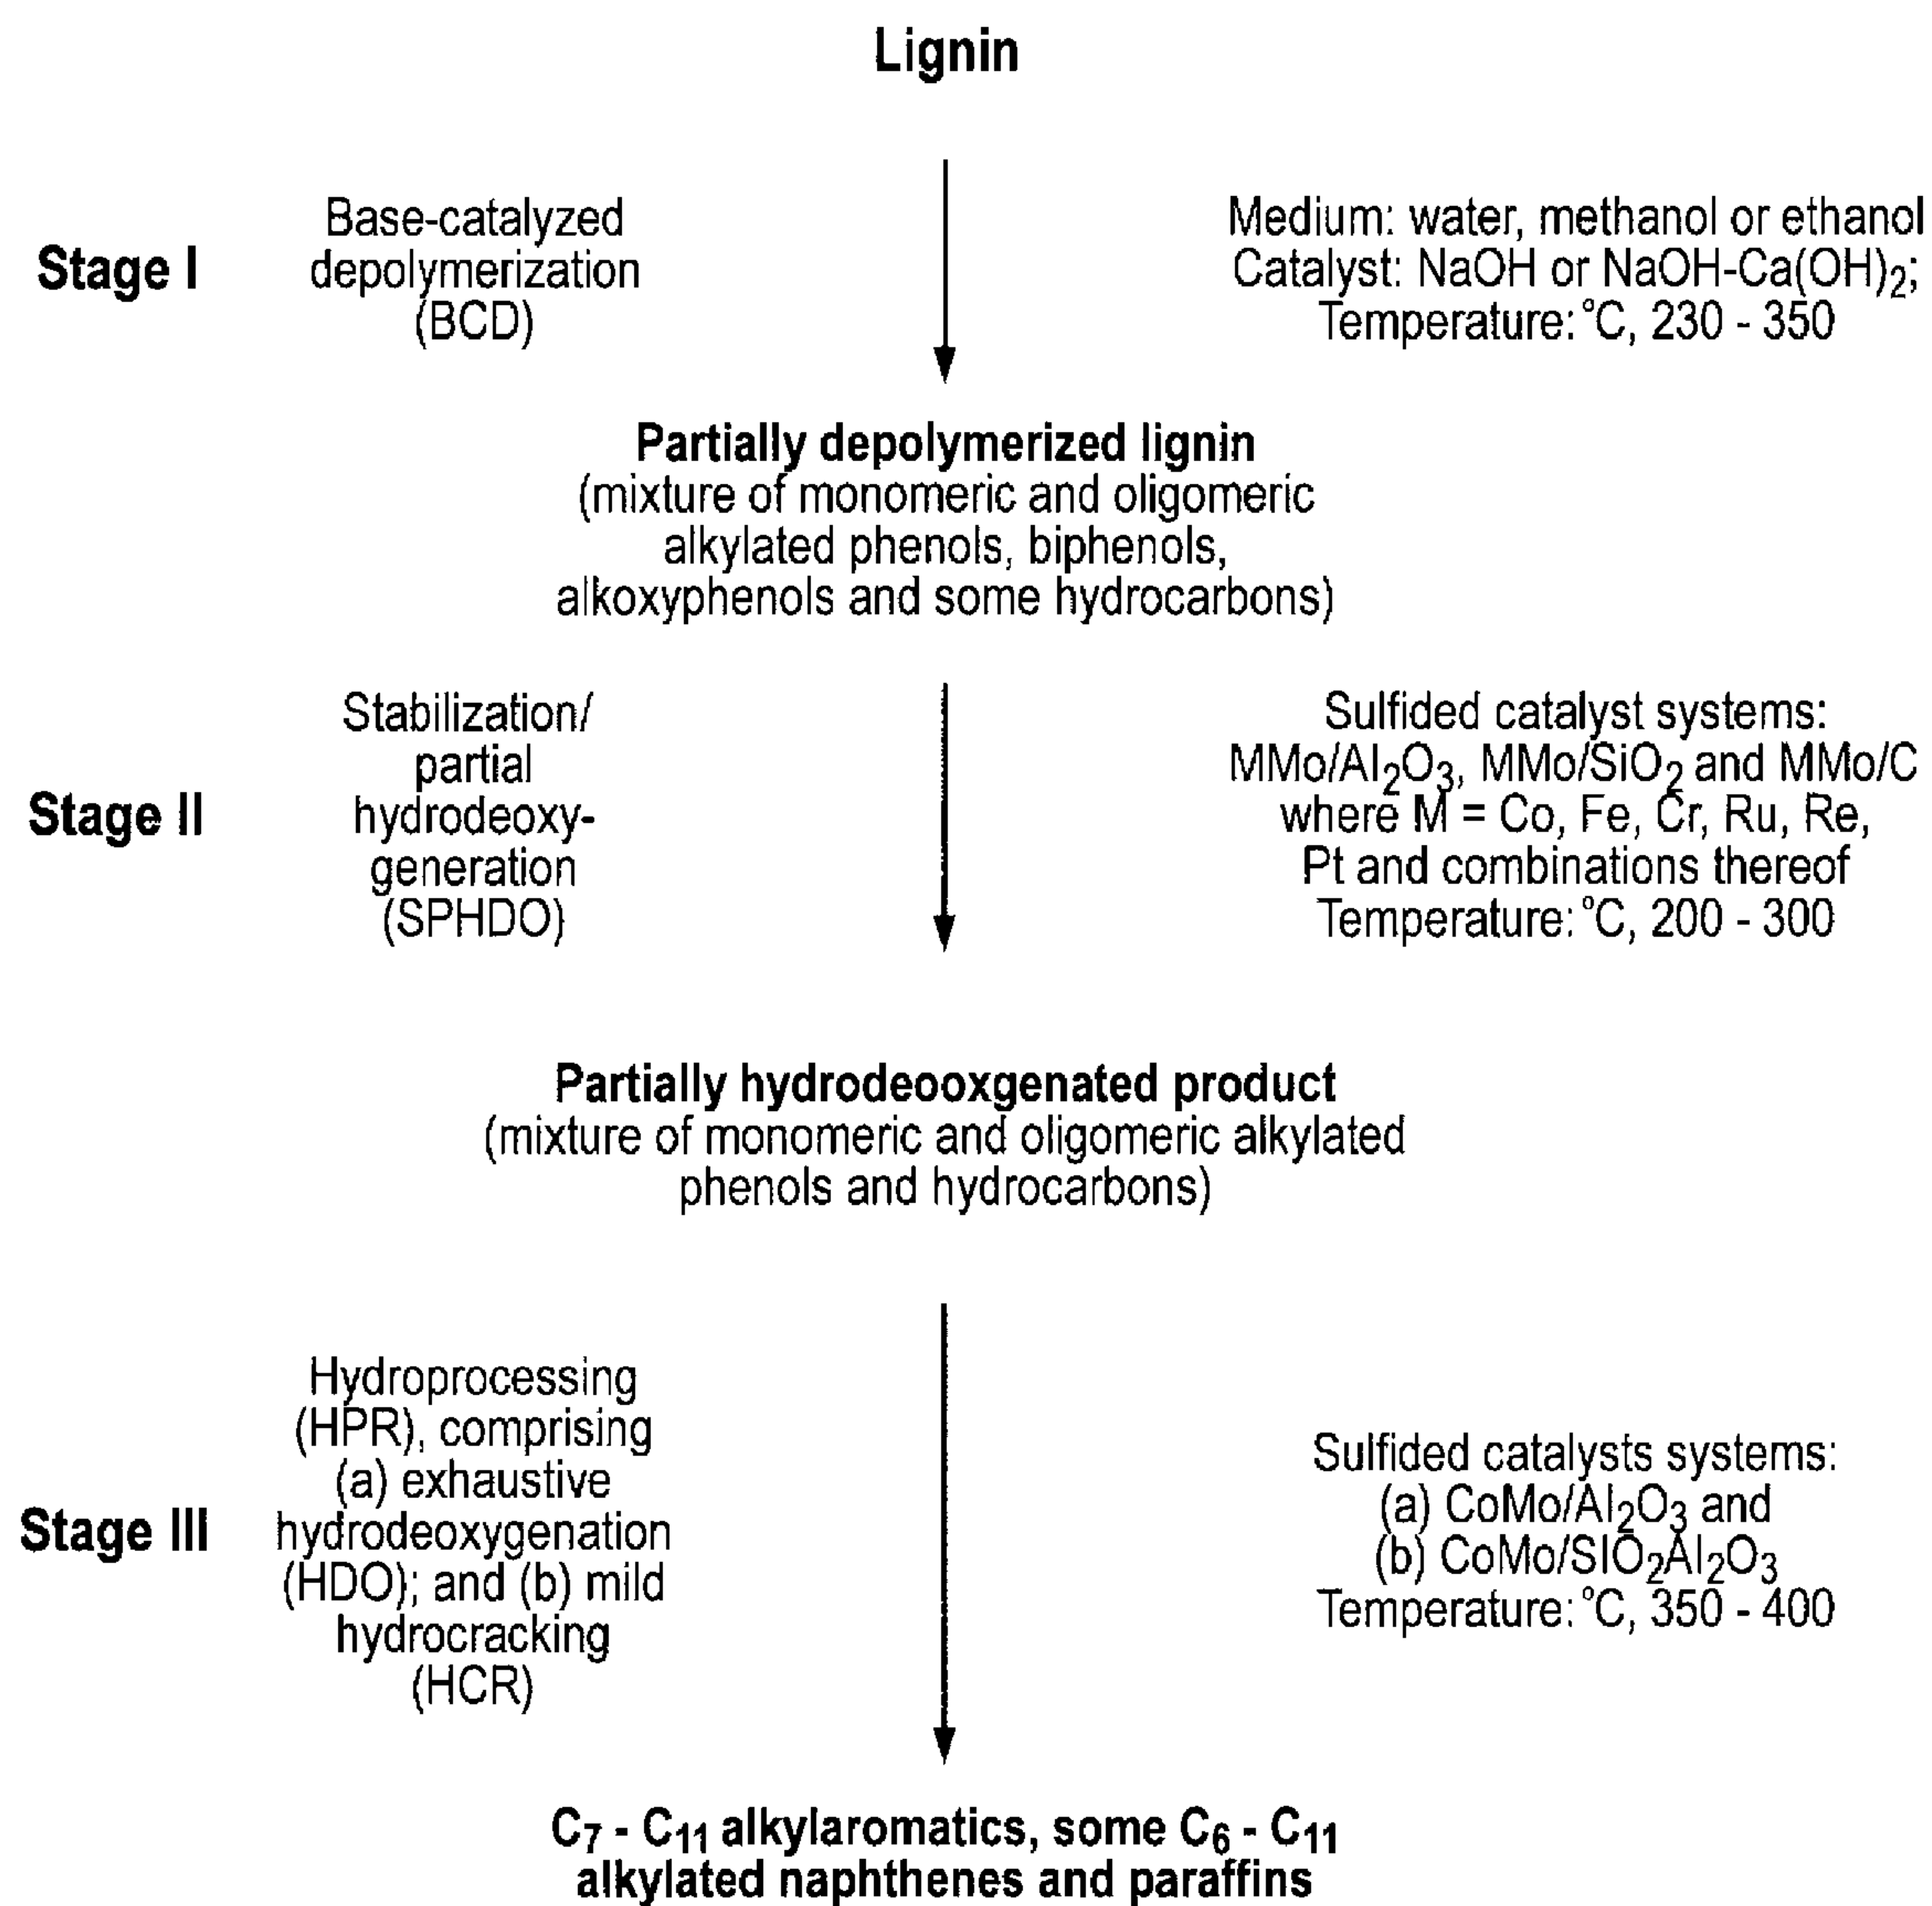 Lignin
Stage I
Base-catalyzed
depolymerization
(BCD)
Medium: water, methanol or ethanol
Catalyst: NaOH or NaOH-Ca(OH)₂;
Temperature: °C, 230 - 350
Partially depolymerized lignin
(mixture of monomeric and oligomeric
alkylated phenols, biphenols,
alkoxyphenols and some hydrocarbons)
Stage II
Stabilization/
partial
hydrodeoxy-
generation
(SPHDO)
Sulfided catalyst systems:
MMo/Al₂O₃, MMo/SiO₂ and MMo/C
where M = Co, Fe, Cr, Ru, Re,
Pt and combinations thereof
Temperature: °C, 200 - 300
Partially hydrodeooxgenated product
(mixture of monomeric and oligomeric alkylated
phenols and hydrocarbons)
Stage III
Hydroprocessing
(HPR), comprising
(a) exhaustive
hydrodeoxygenation
(HDO); and (b) mild
hydrocracking
(HCR)
Sulfided catalysts systems:
(a) CoMo/Al₂O₃ and
(b) CoMo/SIO₂Al₂O₃
Temperature: °C, 350 - 400
C₇ - C₁₁ alkylaromatics, some C₆ - C₁₁
alkylated naphthenes and paraffins